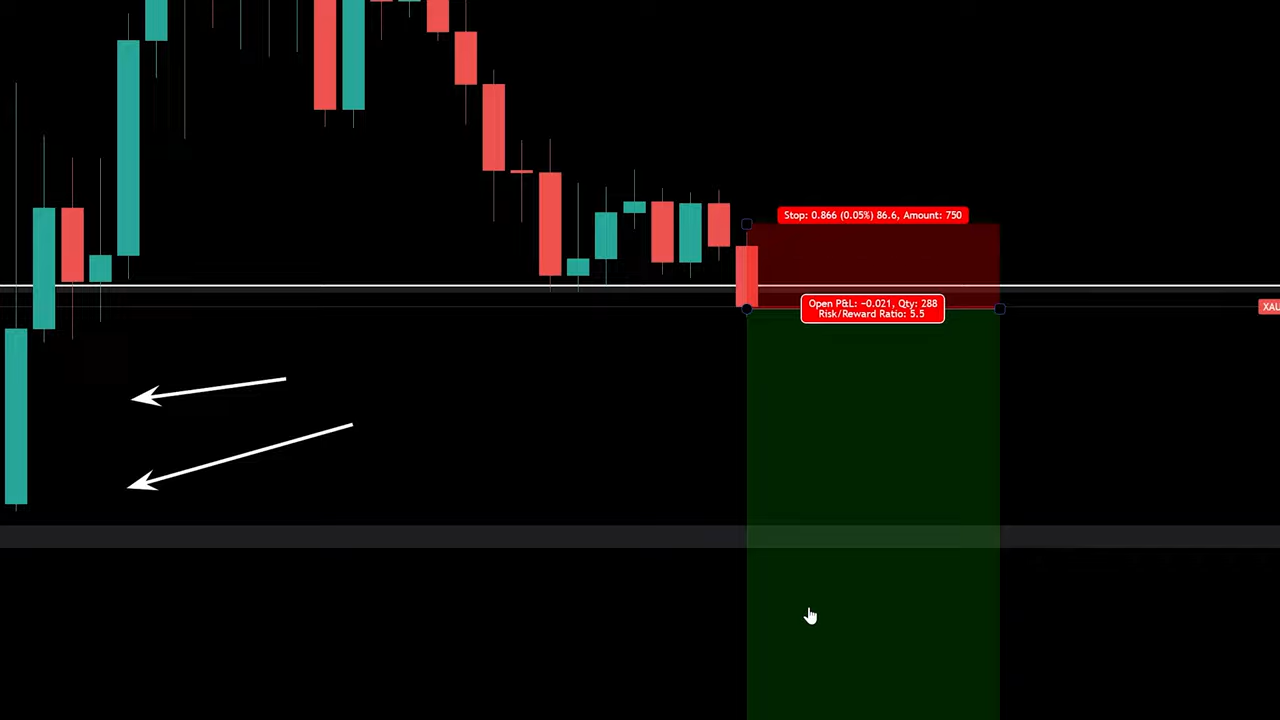 Stop: 0.866 (0.05%) 86.6, Amount: 750
Open P&L: −0.021, Qty: 288
Risk/Reward Ratio: 5.5
XAU